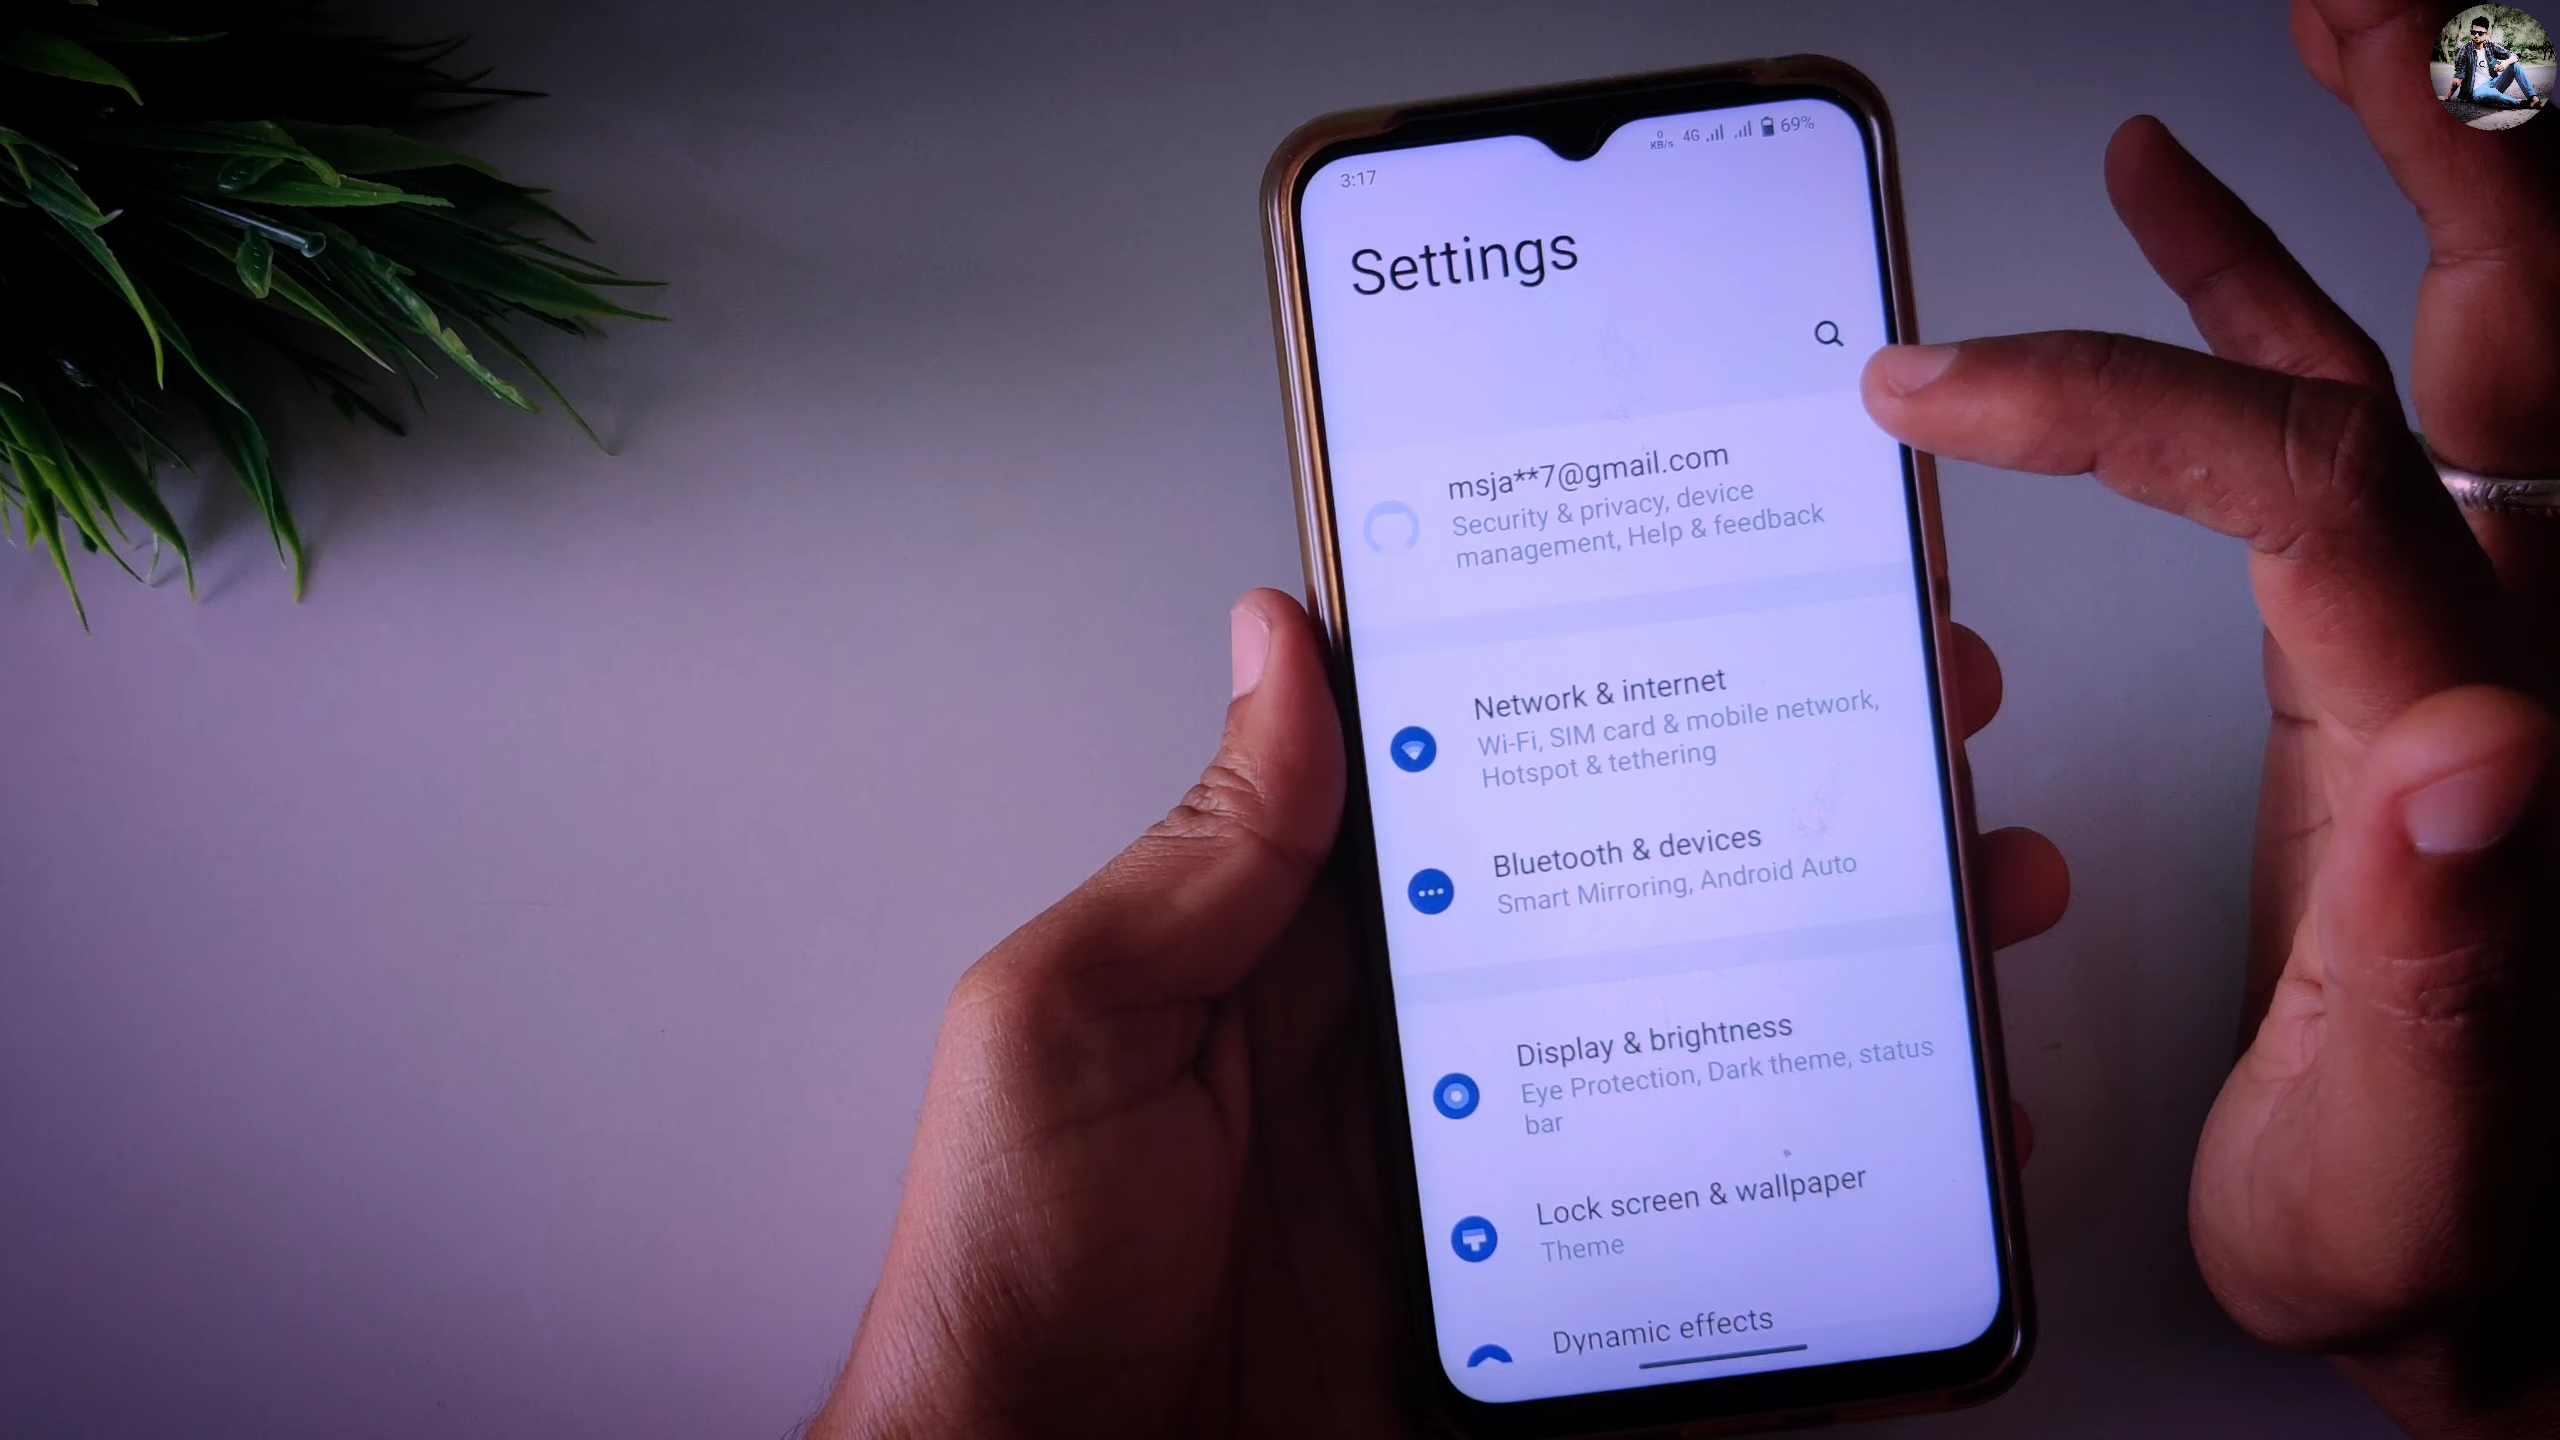 3:17
0
KB/s
4G
69%
Settings
msja**7@gmail.com
Security & privacy, device
management, Help & feedback
Network & internet
Wi-Fi, SIM card & mobile network,
Hotspot & tethering
Bluetooth & devices
Smart Mirroring, Android Auto
Display & brightness
Eye Protection, Dark theme, status
bar
Lock screen & wallpaper
Theme
Dynamic effects